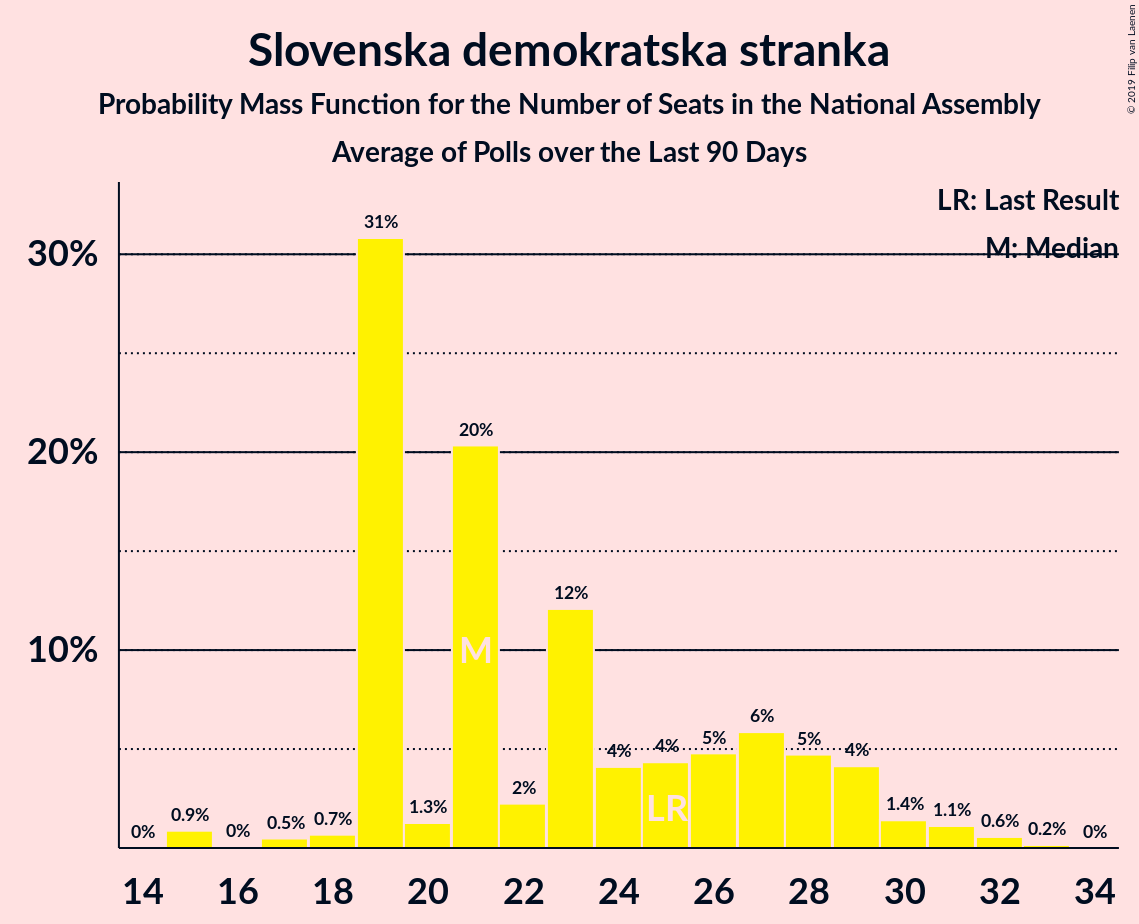 Slovenska demokratska stranka
Probability Mass Function for the Number of Seats in the National Assembly
Average of Polls over the Last 90 Days
© 2019 Filip van Laenen
LR: Last Result
M: Median
30%
20%
10%
0%
0.9%
0%
0.5%
0.7%
31%
1.3%
20%
2%
12%
4%
4%
5%
6%
5%
4%
1.4%
1.1%
0.6%
0.2%
0%
M
LR
14 16 18 20 22 24 26 28 30 32 34